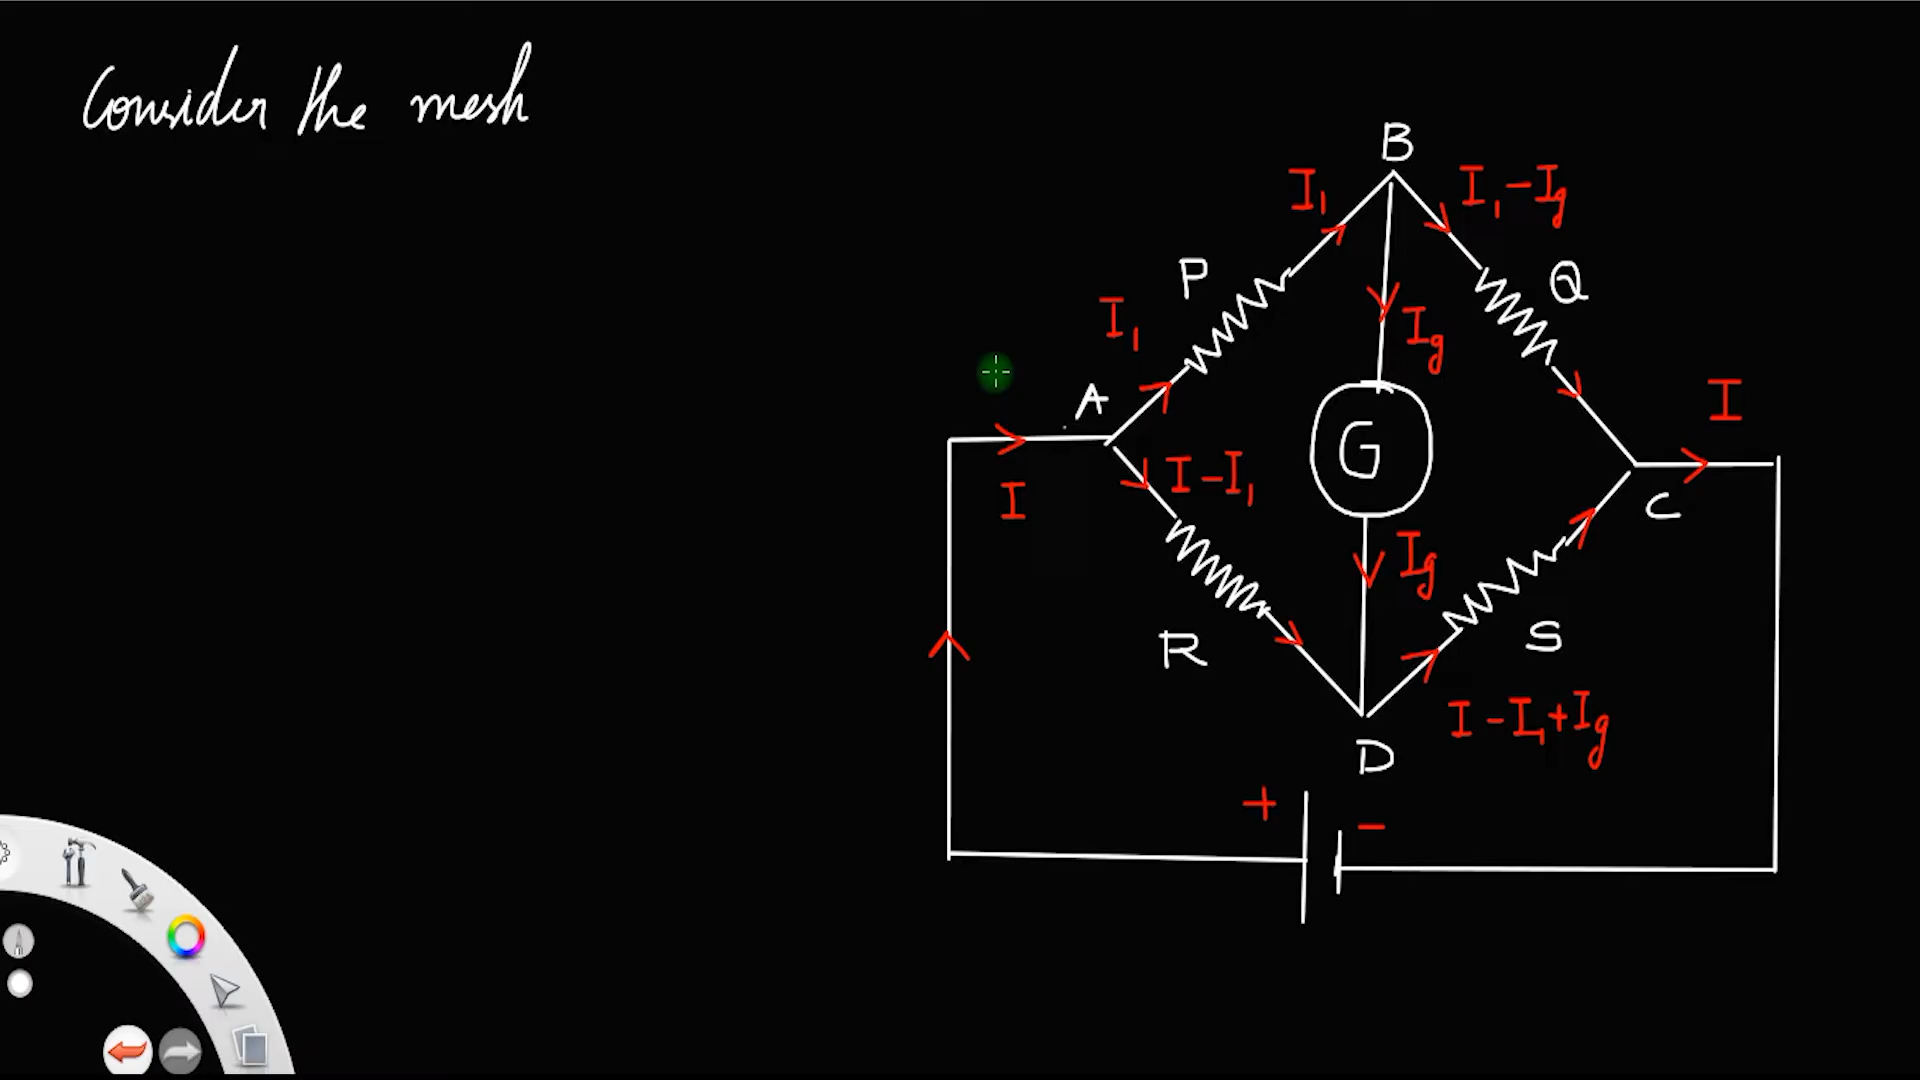 Consider the mesh
B
I₁
I₁-Ig
P
Q
I₁
Ig
A
I
G
I-I₁
I
C
Ig
R
S
I-I₁+Ig
D
+
-